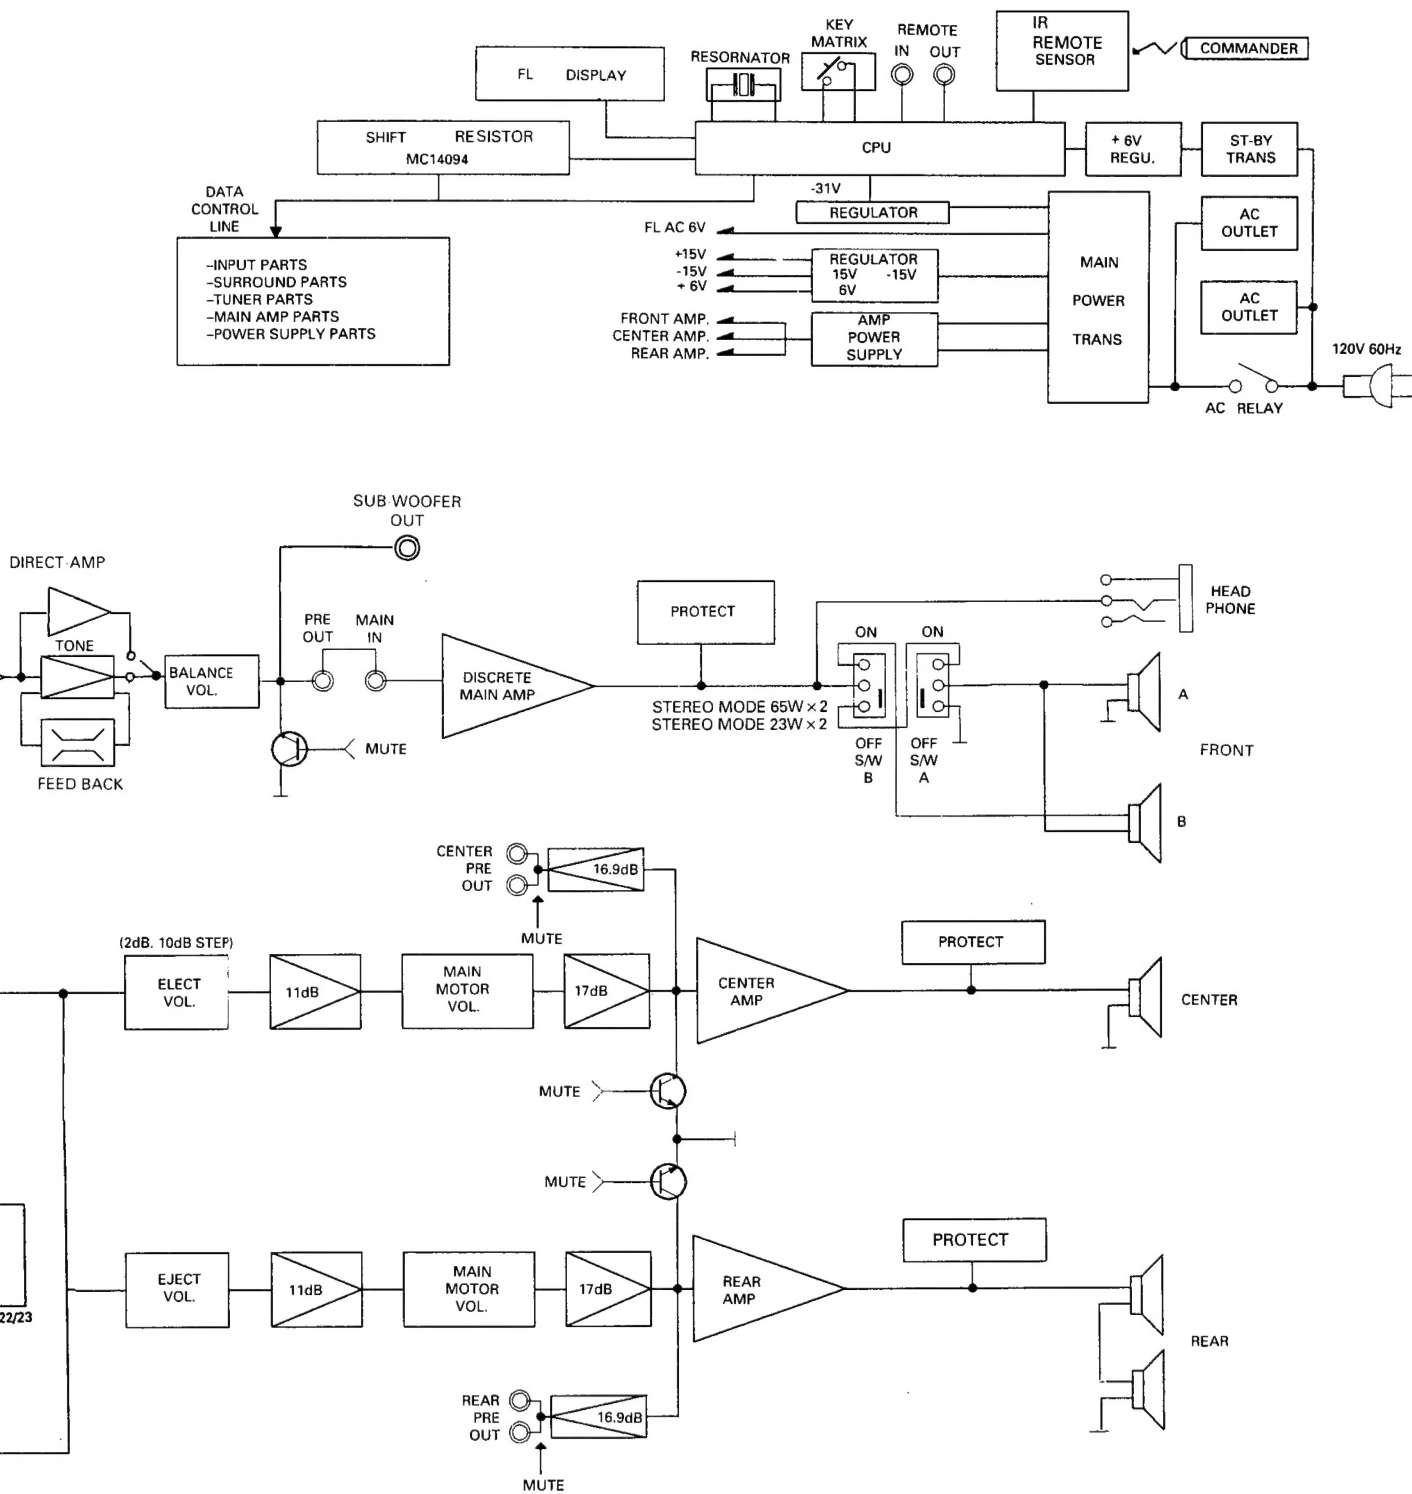 KEY
MATRIX
REMOTE
IN OUT
IR
REMOTE
SENSOR
COMMANDER
RESORNATOR
FL DISPLAY
SHIFT RESISTOR
MC14094
CPU
+ 6V
REGU.
ST-BY
TRANS
DATA
CONTROL
LINE
-31V
REGULATOR
FL AC 6V
AC
OUTLET
-INPUT PARTS
-SURROUND PARTS
-TUNER PARTS
-MAIN AMP PARTS
-POWER SUPPLY PARTS
+15V
-15V
+ 6V
REGULATOR
15V -15V
6V
MAIN
POWER
TRANS
AC
OUTLET
FRONT AMP.
CENTER AMP.
REAR AMP.
AMP
POWER
SUPPLY
120V 60Hz
AC RELAY
SUB-WOOFER
OUT
DIRECT-AMP
TONE
BALANCE
VOL.
FEED BACK
PRE
OUT
MAIN
IN
MUTE
DISCRETE
MAIN AMP
PROTECT
STEREO MODE 65W×2
STEREO MODE 23W×2
ON ON
OFF
S/W
B
OFF
S/W
A
HEAD
PHONE
A
FRONT
B
CENTER
PRE
OUT
16.9dB
MUTE
(2dB. 10dB STEP)
ELECT
VOL.
11dB
MAIN
MOTOR
VOL.
17dB
CENTER
AMP
PROTECT
CENTER
MUTE
MUTE
22/23
EJECT
VOL.
11dB
MAIN
MOTOR
VOL.
17dB
REAR
AMP
PROTECT
REAR
REAR
PRE
OUT
16.9dB
MUTE